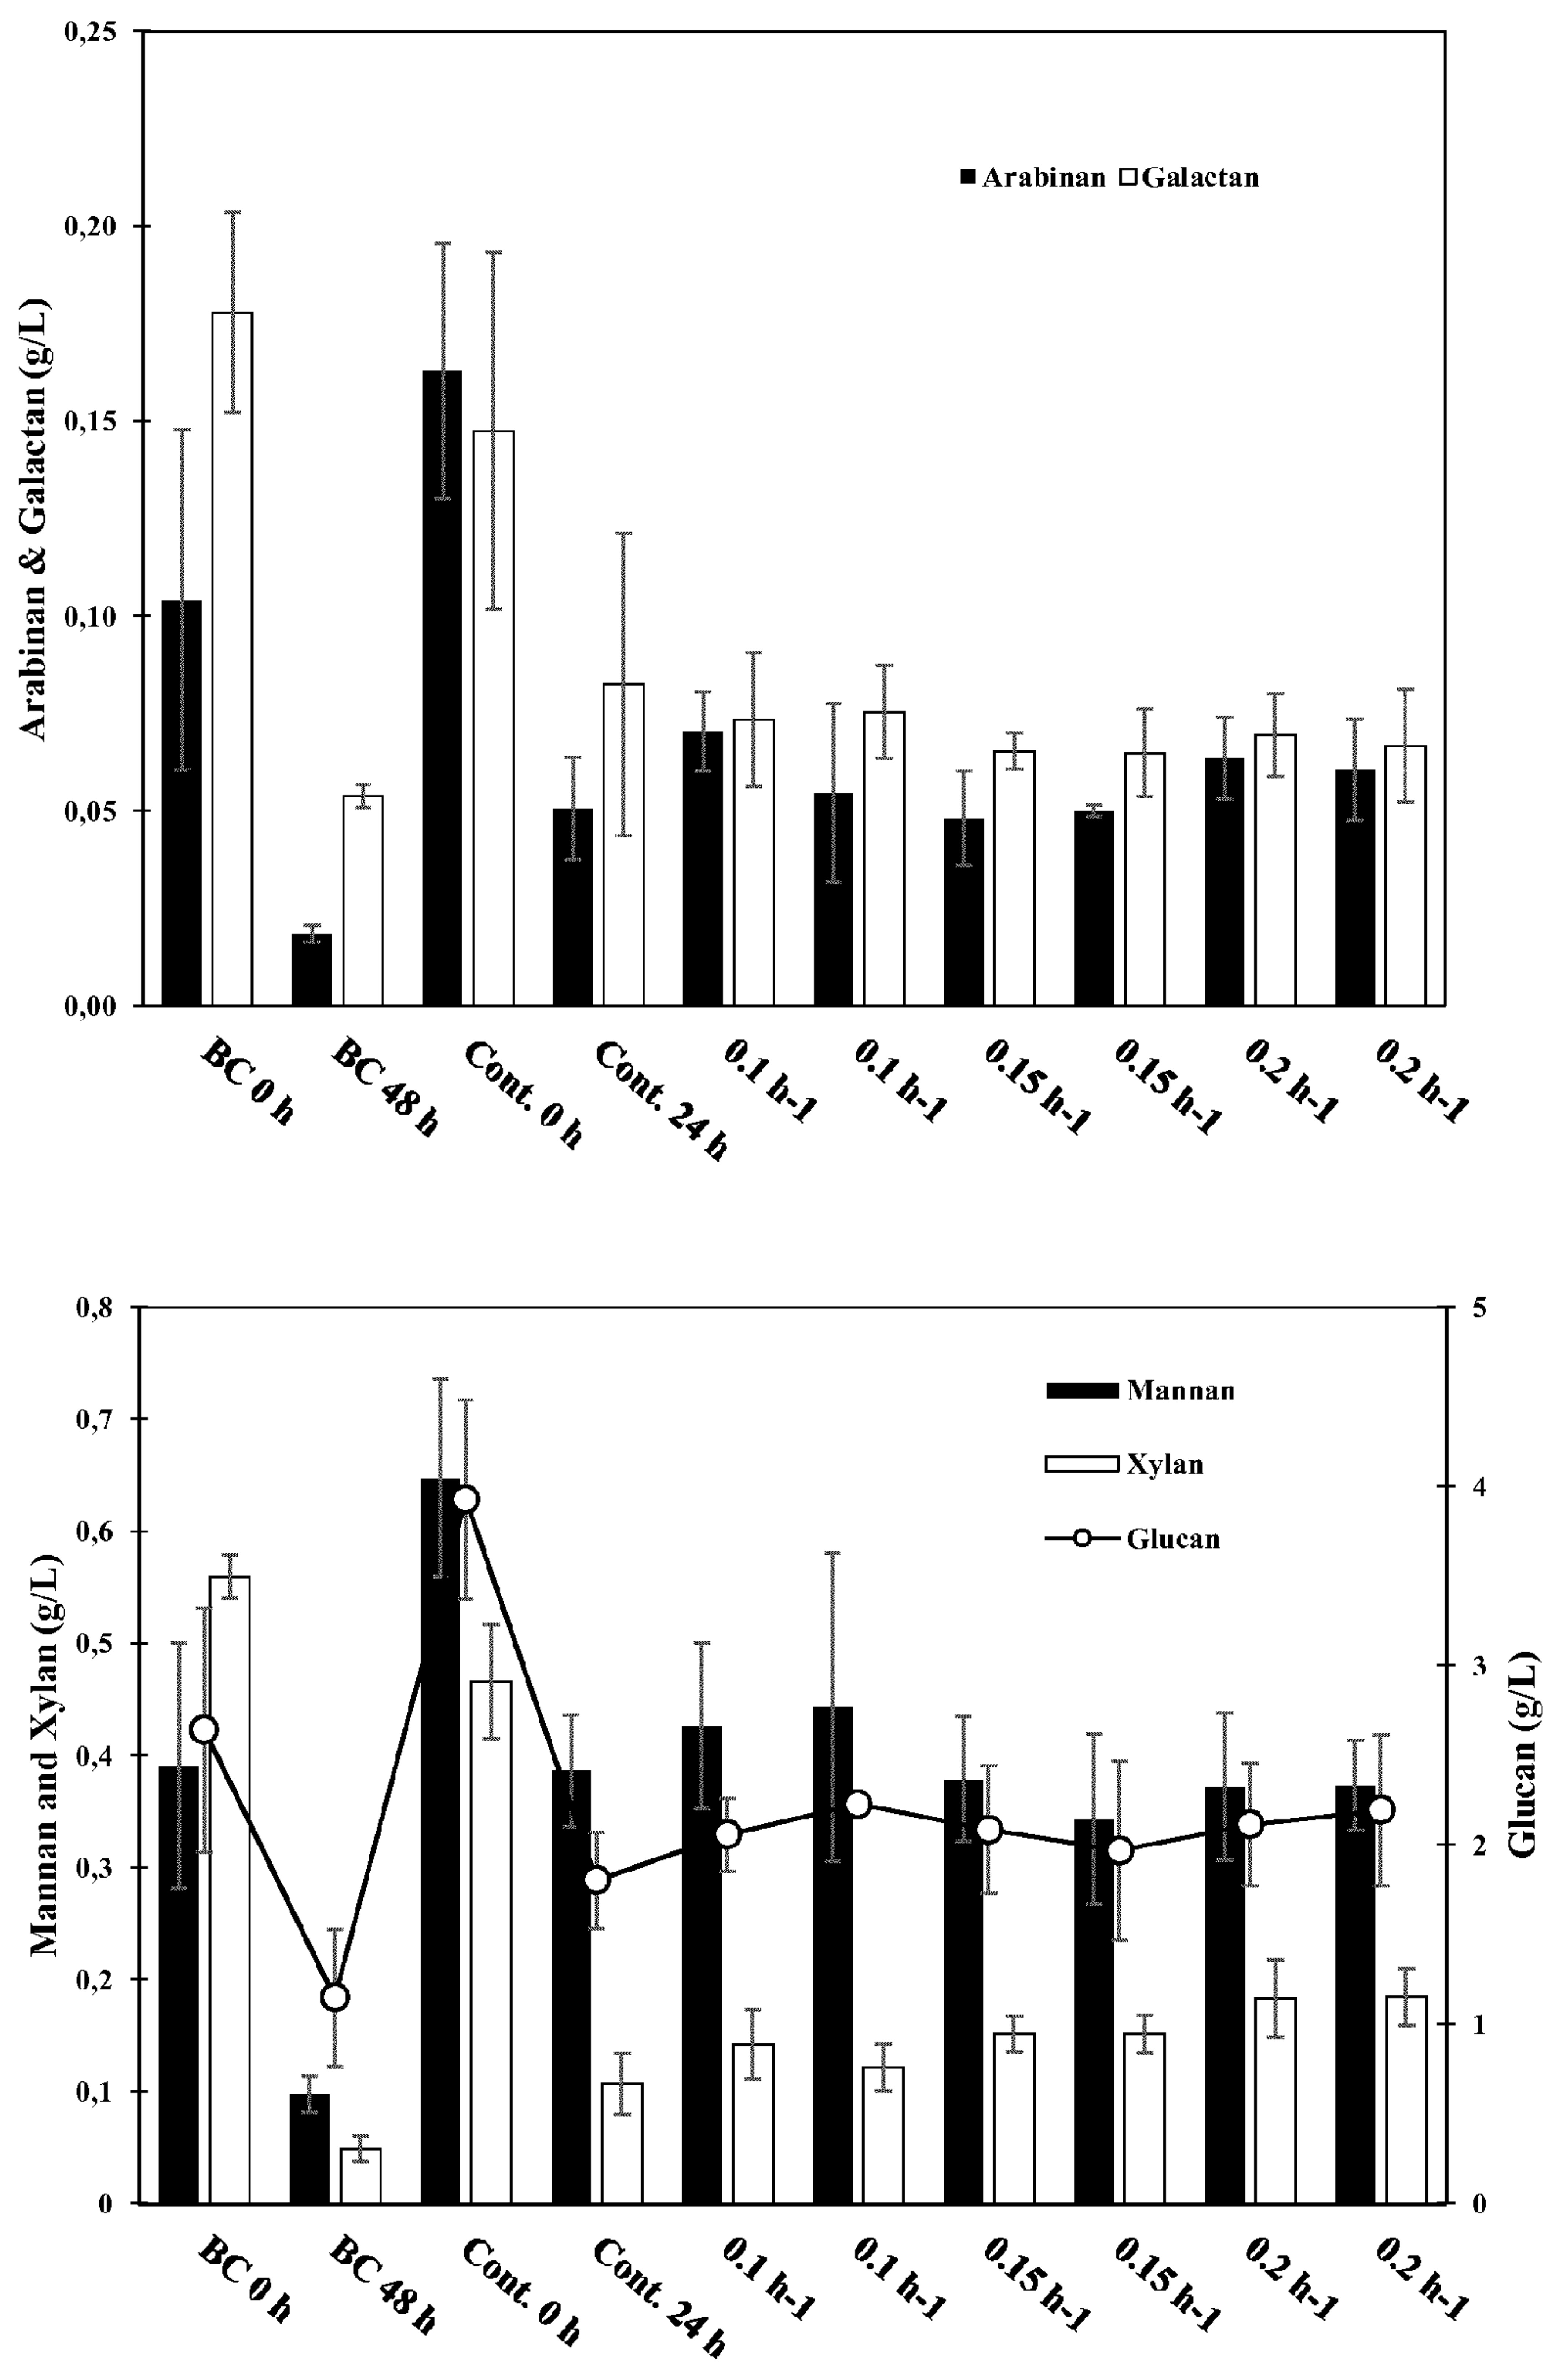 0,25
0,20
0,15
0,10
0,05
0,00
Arabinan & Galactan (g/L)
Arabinan Galactan
BC 0 h
BC 48 h
Cont. 0 h
Cont. 24 h
0.1 h-1
0.1 h-1
0.15 h-1
0.15 h-1
0.2 h-1
0.2 h-1
0,8
0,7
0,6
0,5
0,4
0,3
0,2
0,1
0
Mannan and Xylan (g/L)
Mannan
Xylan
Glucan
5
4
3
2
1
0
Glucan (g/L)
BC 0 h
BC 48 h
Cont. 0 h
Cont. 24 h
0.1 h-1
0.1 h-1
0.15 h-1
0.15 h-1
0.2 h-1
0.2 h-1